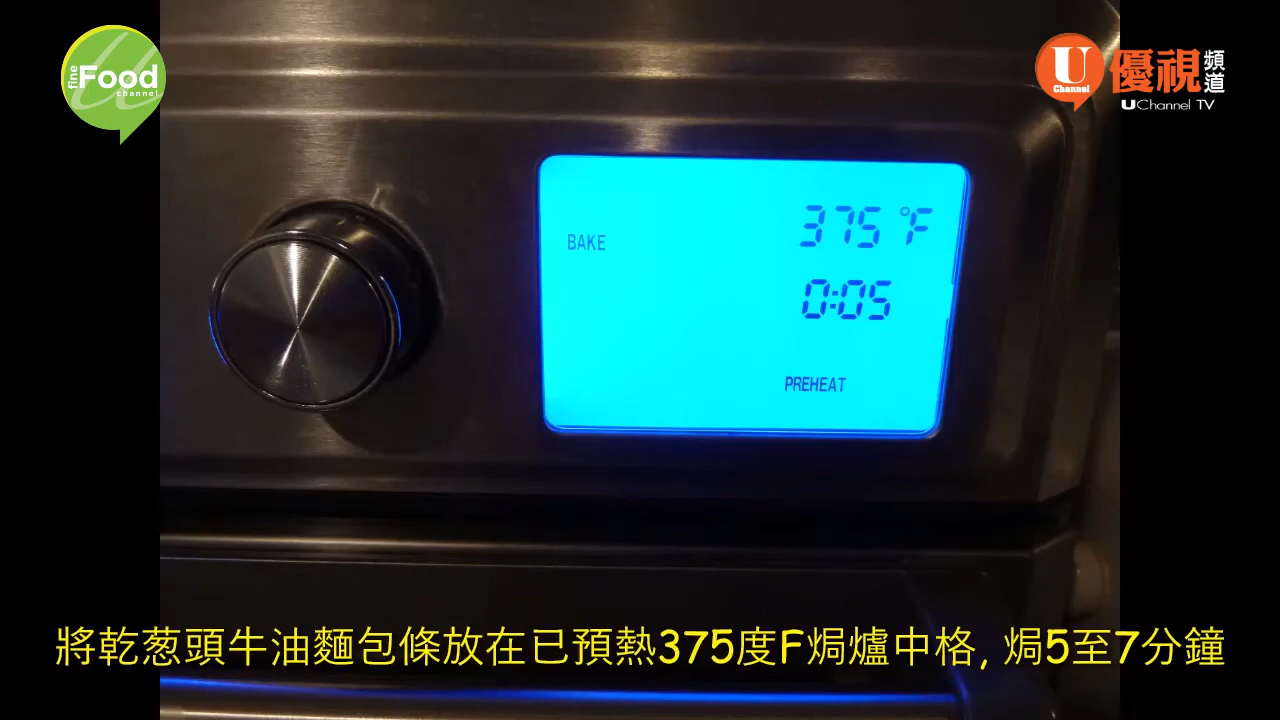 fine Food channel
U Channel 優視頻道
UChannel TV
375 °F
BAKE
0:05
PREHEAT
將乾葱頭牛油麵包條放在已預熱375度F焗爐中格, 焗5至7分鐘